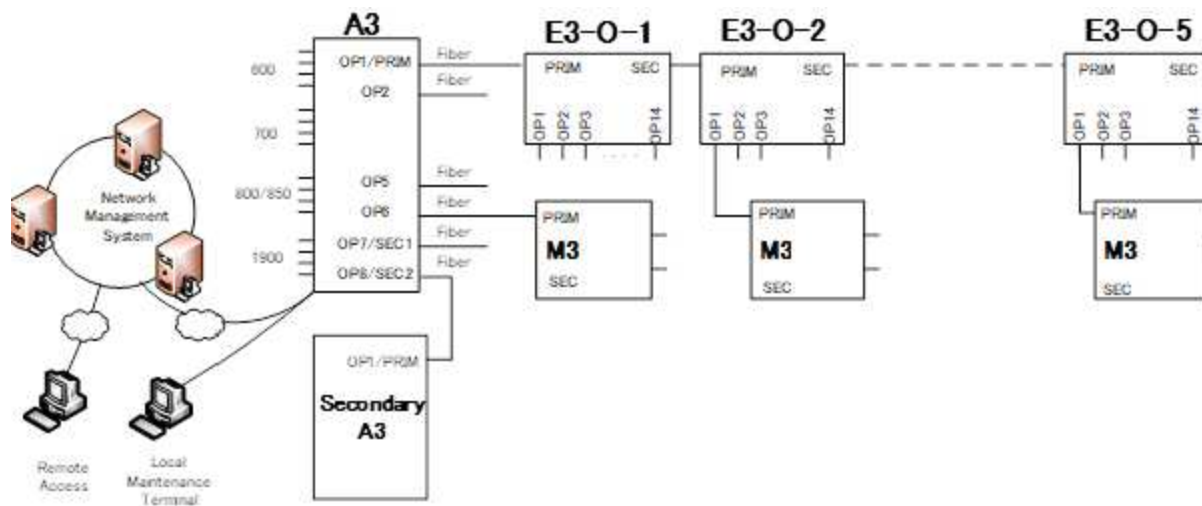 A3
E3-O-1
E3-O-2
E3-O-5
600
700
800/850
1900
OP1/PRIM
OP2
OP5
OP6
OP7/SEC1
OP8/SEC2
Fiber
Fiber
Fiber
Fiber
Fiber
Fiber
PRIM SEC
OP1 OP2 OP3 OP14
PRIM SEC
OP1 OP2 OP3 OP14
PRIM SEC
OP1 OP2 OP3 OP14
PRIM
M3
SEC
PRIM
M3
SEC
PRIM
M3
SEC
Network
Management
System
OP1/PRIM
Secondary
A3
Remote
Access
Local
Maintenance
Terminal